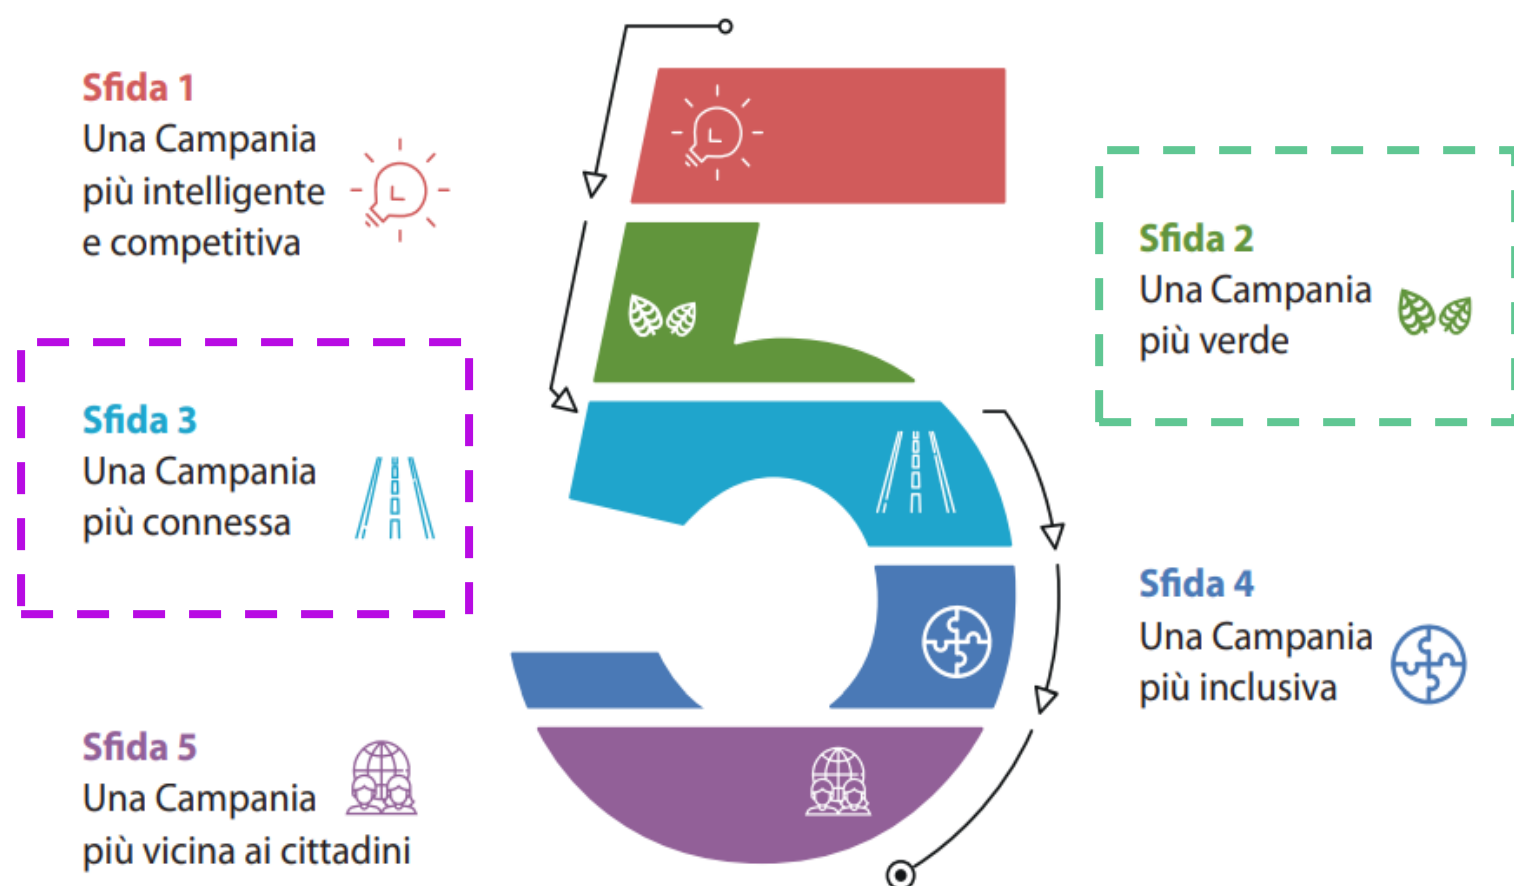 Sfida 1
Una Campania
più intelligente
e competitiva
Sfida 2
Una Campania
più verde
Sfida 3
Una Campania
più connessa
Sfida 4
Una Campania
più inclusiva
Sfida 5
Una Campania
più vicina ai cittadini